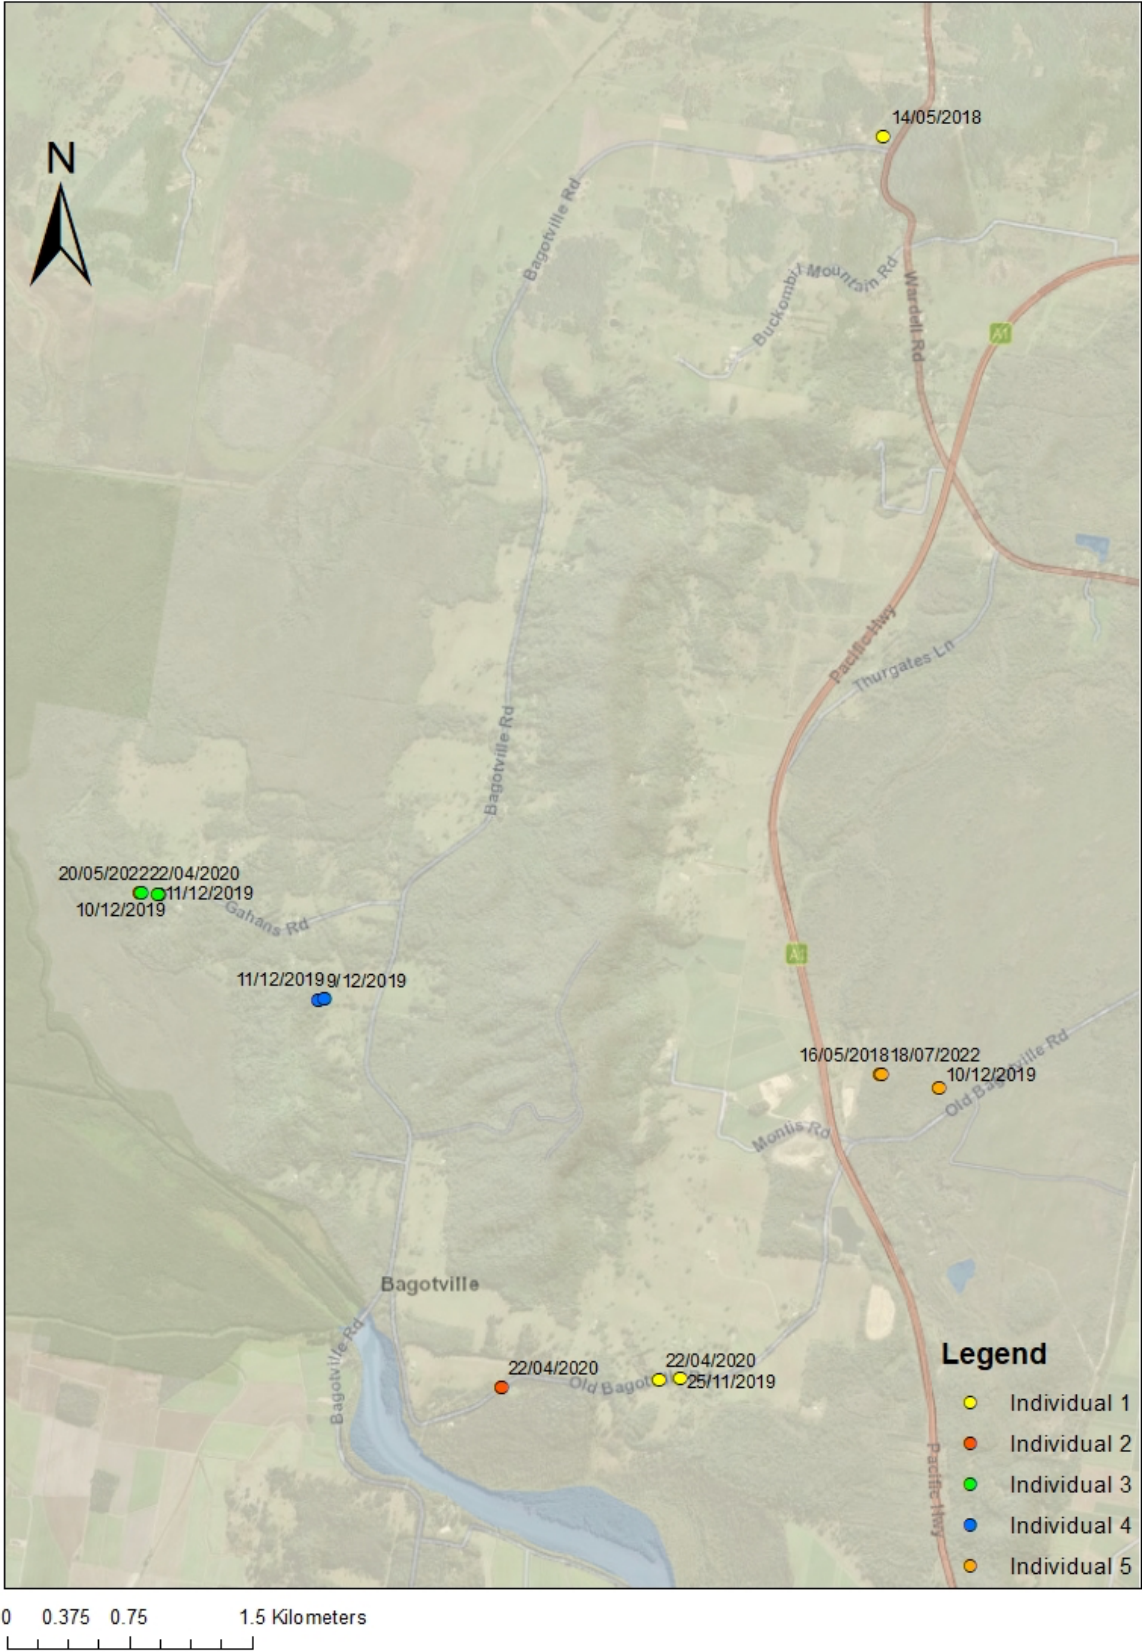 14/05/2018
N
Bagotville Rd
Buckombil Mountain Rd
Wardell Rd
A1
Pacific Hwy
Thurgates Ln
Bagotville Rd
20/05/202222/04/2020
11/12/2019
10/12/2019
Gahans Rd
11/12/20199/12/2019
16/05/201818/07/2022
10/12/2019
Old Bagotville Rd
Montis Rd
Bagotville
Bagotville Rd
22/04/2020
22/04/2020
Old Bagot
25/11/2019
Pacific Hwy
Legend
Individual 1
Individual 2
Individual 3
Individual 4
Individual 5
0 0.375 0.75 1.5 Kilometers